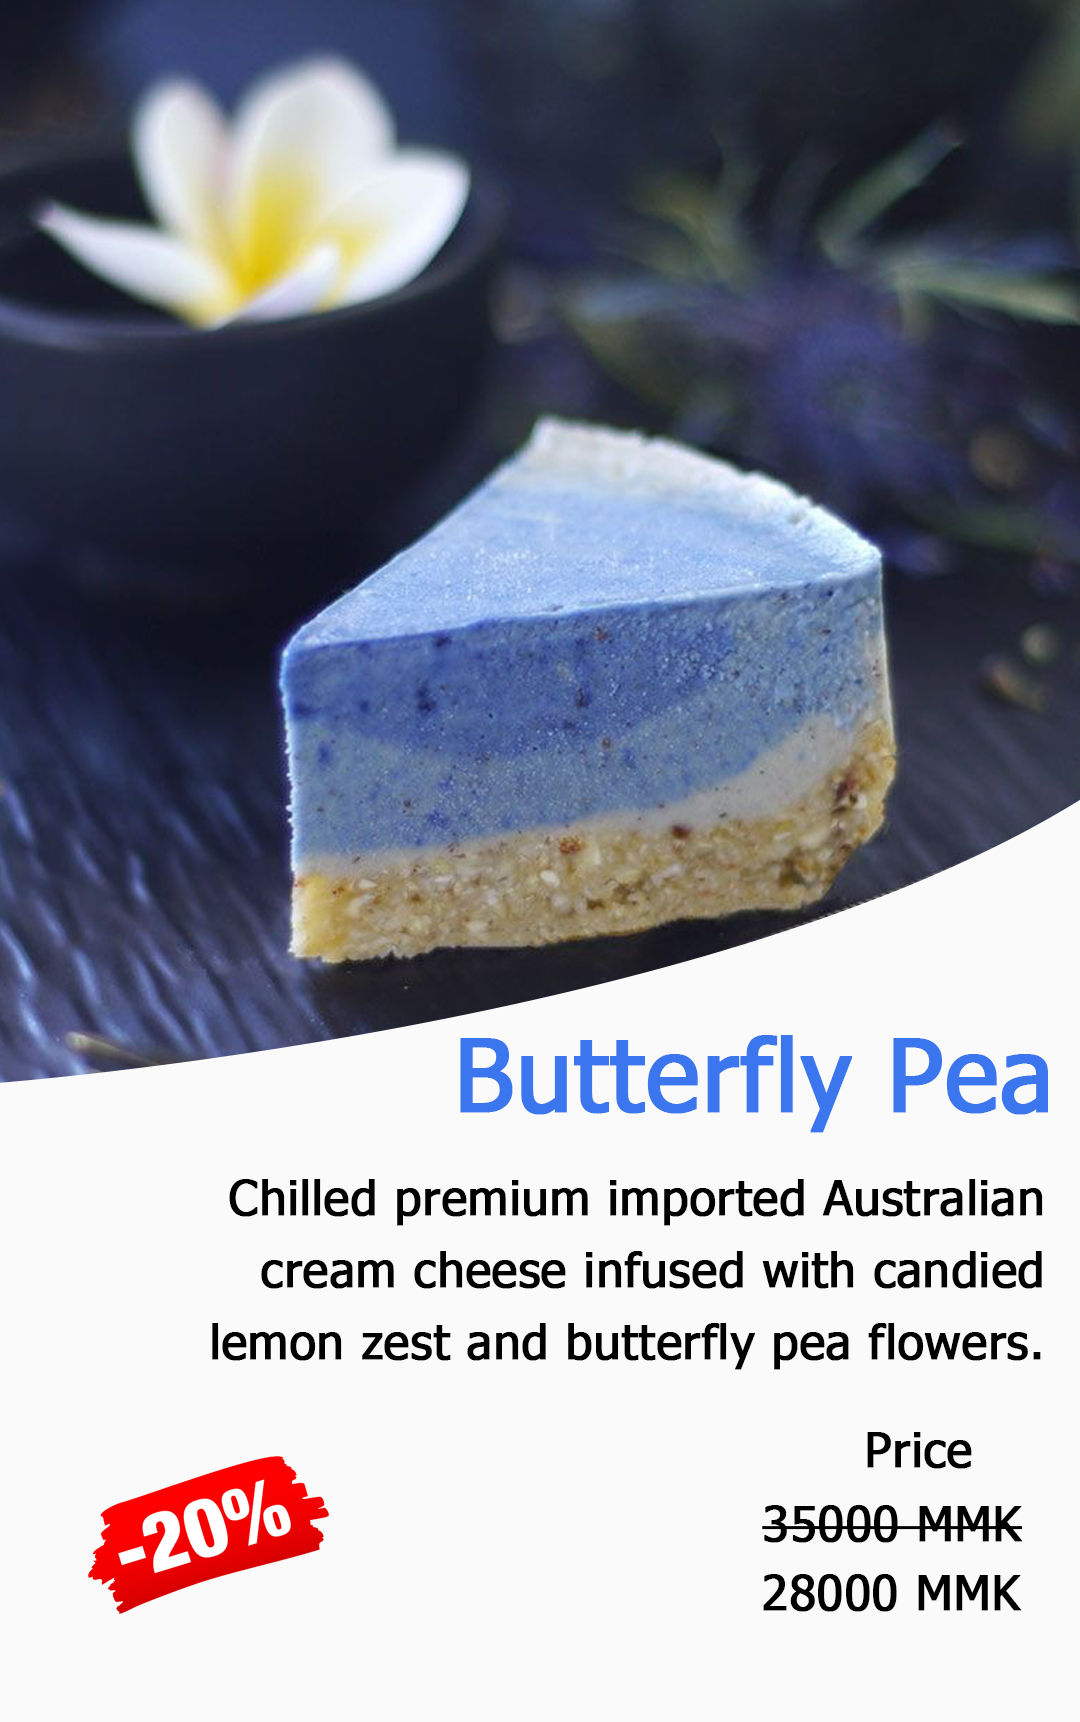 Butterfly Pea
Chilled premium imported Australian
cream cheese infused with candied
lemon zest and butterfly pea flowers.
Price
35000 MMK
28000 MMK
-20%